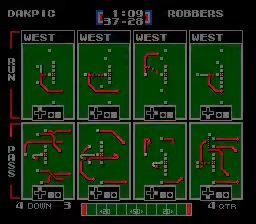 DAKPIC 1:09 ROBBERS
37-28
WEST WEST WEST WEST
RUN
PASS
4 DOWN 3 4 QTR
+20 +50+ 20+